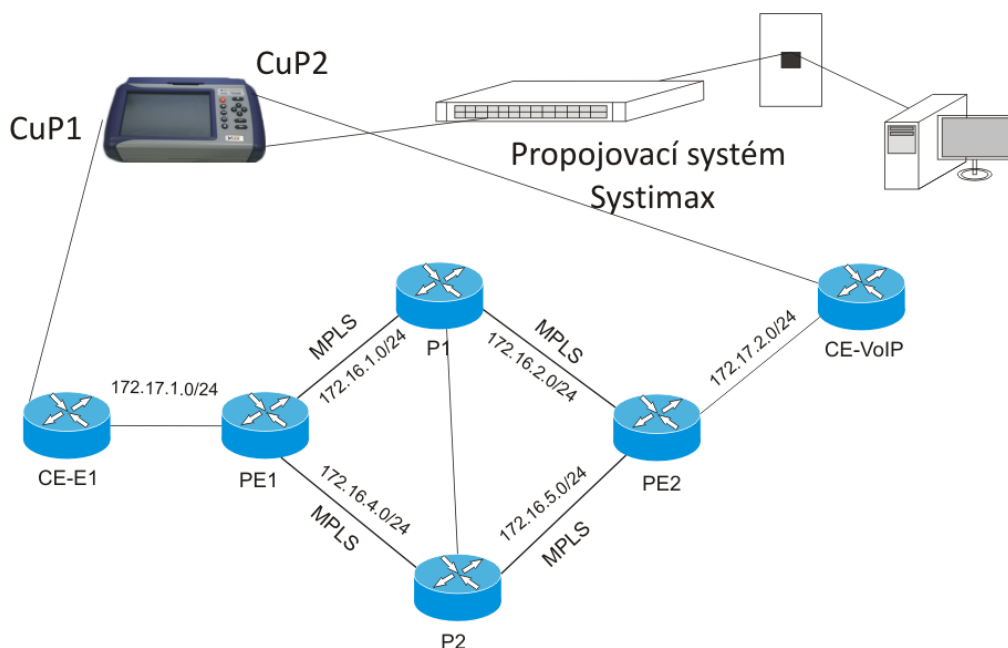 CuP2
CuP1
Propojovací systém
Systimax
MPLS
172.16.1.0/24
P1
MPLS
172.16.2.0/24
172.17.2.0/24
CE-VoIP
172.17.1.0/24
CE-E1
PE1
PE2
172.16.4.0/24
MPLS
172.16.5.0/24
MPLS
P2